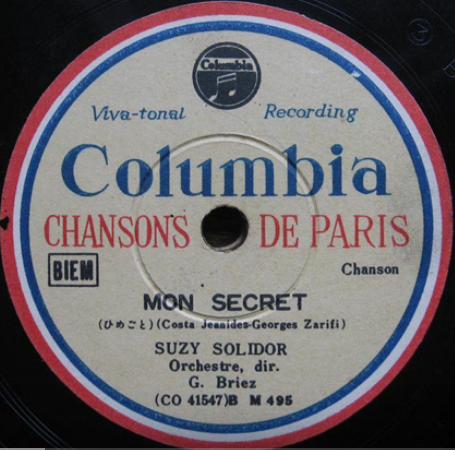 Columbia
Viva-tonal Recording
Columbia
CHANSONS DE PARIS
BIEM
Chanson
MON SECRET
(ひめごと)(Costa Jeanides-Georges Zarifi)
SUZY SOLIDOR
Orchestre, dir.
G. Briez
(CO 41547)B M 495